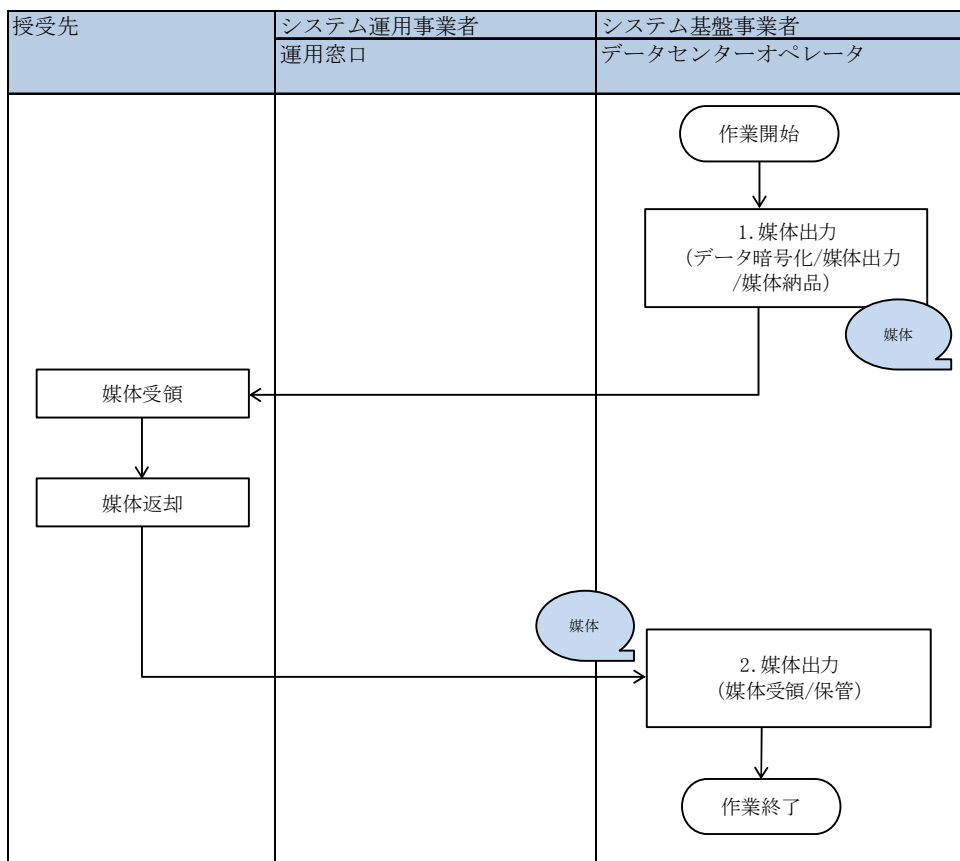 授受先
システム運用事業者
システム基盤事業者
運用窓口
データセンターオペレータ
作業開始
1.媒体出力
(データ暗号化/媒体出力
/媒体納品)
媒体
媒体受領
媒体返却
媒体
2.媒体出力
(媒体受領/保管)
作業終了